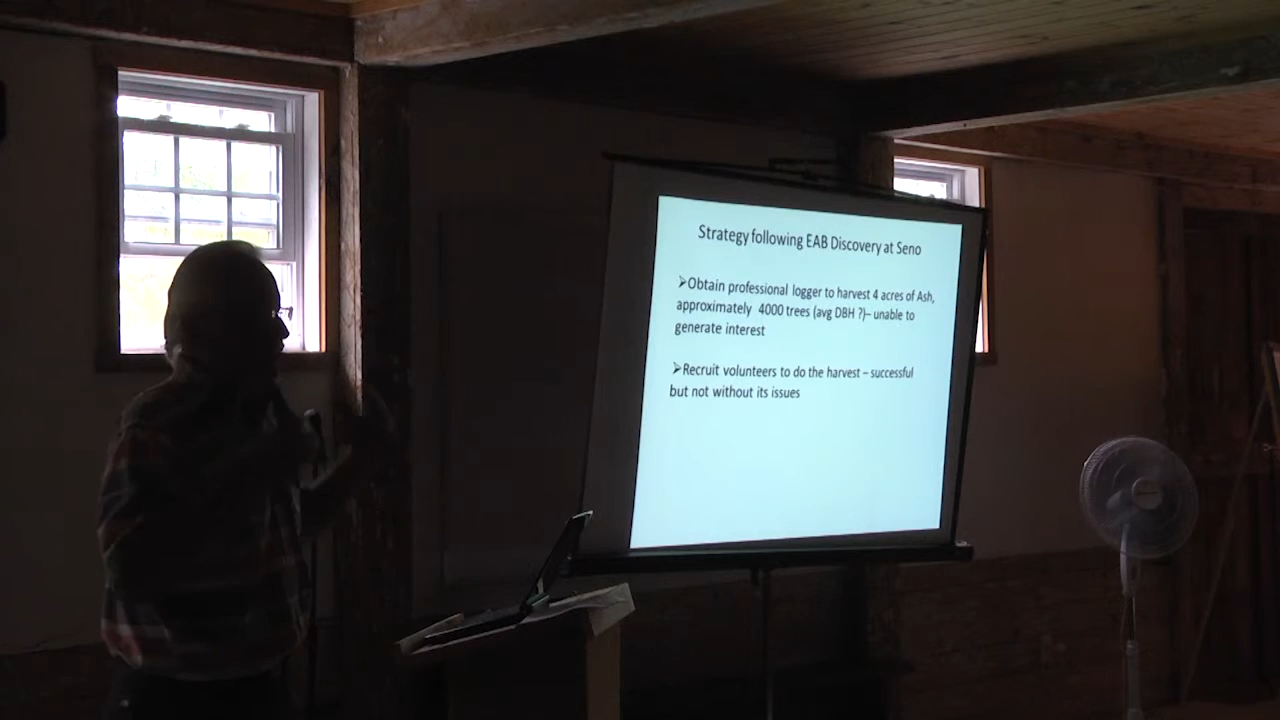 Strategy following EAB Discovery at Seno
➢Obtain professional logger to harvest 4 acres of Ash,
approximately 4000 trees (avg DBH ?)– unable to
generate interest
➢Recruit volunteers to do the harvest – successful
but not without its issues